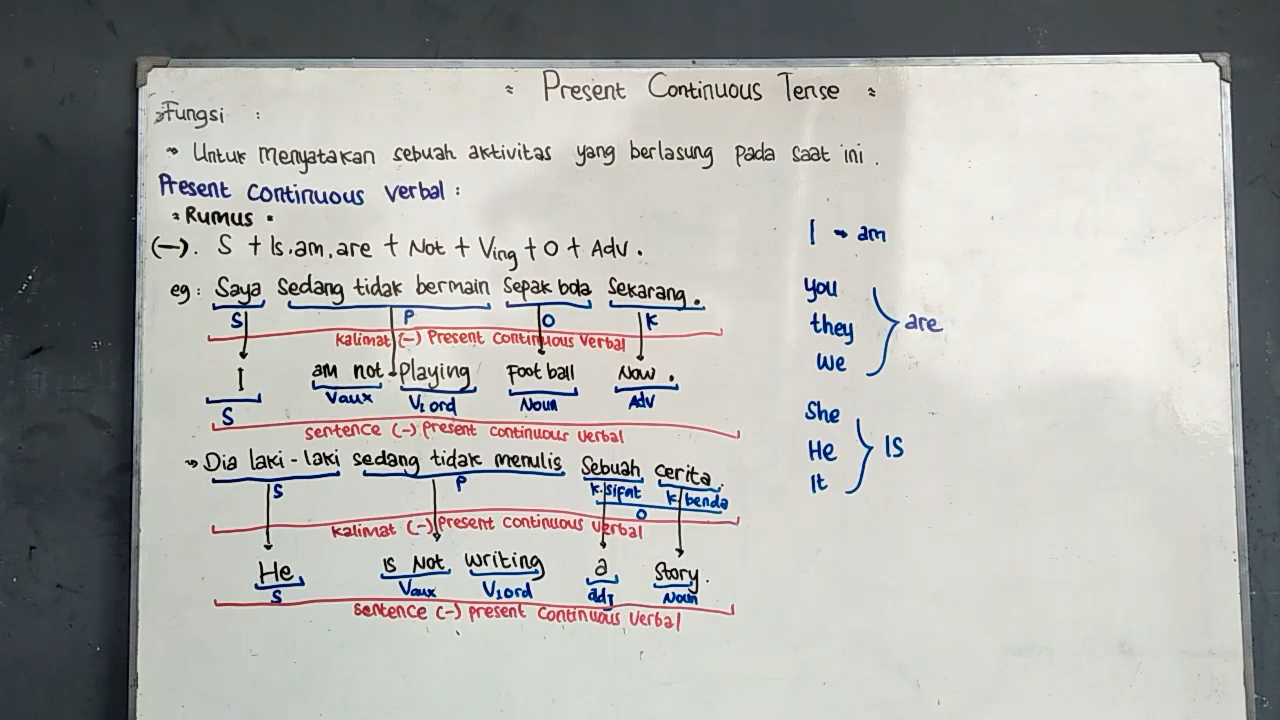 Present Continuous Tense
Fungsi :
Untuk menyatakan sebuah aktivitas yang berlasung pada saat ini .
Present Continuous verbal :
Rumus
(-). S + Is.am.are + Not + Ving + O + Adv .
eg : Saya Sedang tidak bermain Sepak bola Sekarang .
S P O K
kalimat (-) Present Continuous Verbal
I am not Playing Foot ball Now .
S Vaux V1 ord Noun Adv
sentence (-) present continuous verbal
Dia laki-laki sedang tidak menulis Sebuah cerita .
S P k.sifat k.benda
O
kalimat (-) present continuous verbal
He is Not writing a Story .
S Vaux V1 ord adj Noun
sentence (-) present continuous verbal
I → am
you
they
we
are
She
He
It
IS